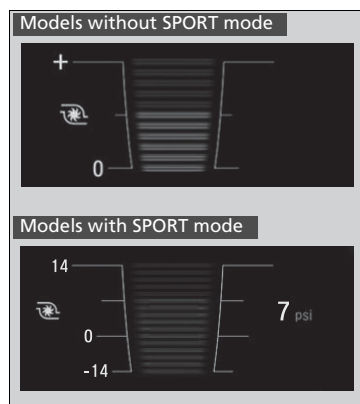 Models without SPORT mode
+
0
Models with SPORT mode
14
7 psi
0
-14